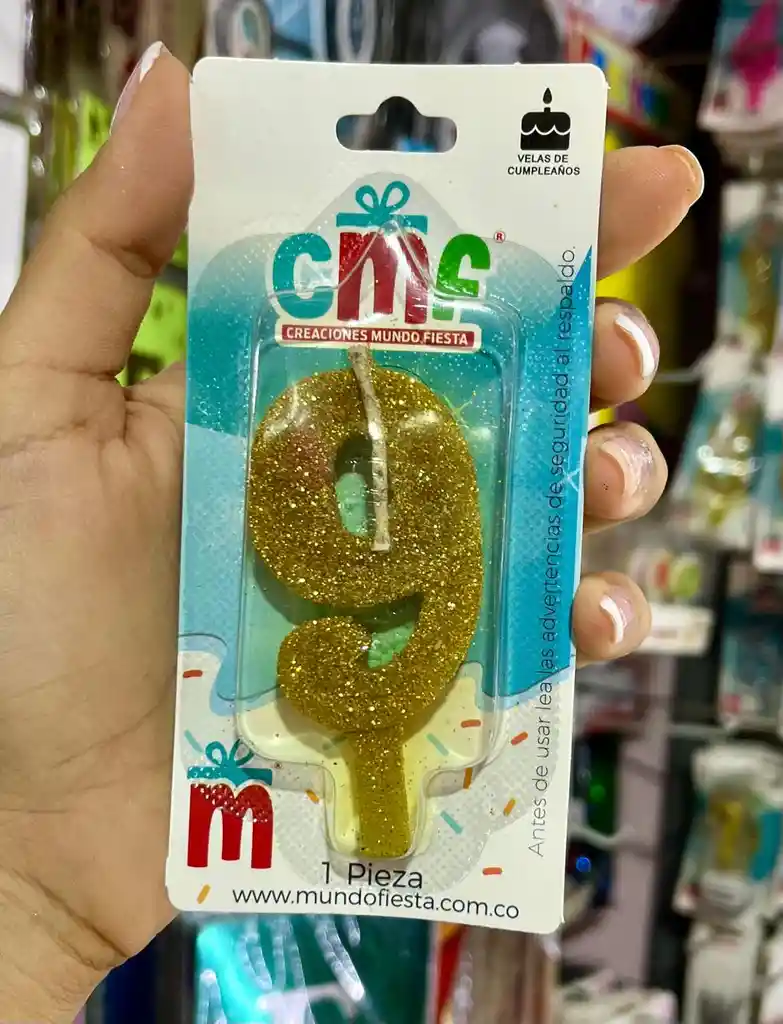 VELAS DE
CUMPLEAÑOS
cmf®
CREACIONES MUNDO FIESTA
9
Antes de usar lea las advertencias de seguridad al respaldo.
m
1 Pieza
www.mundofiesta.com.co